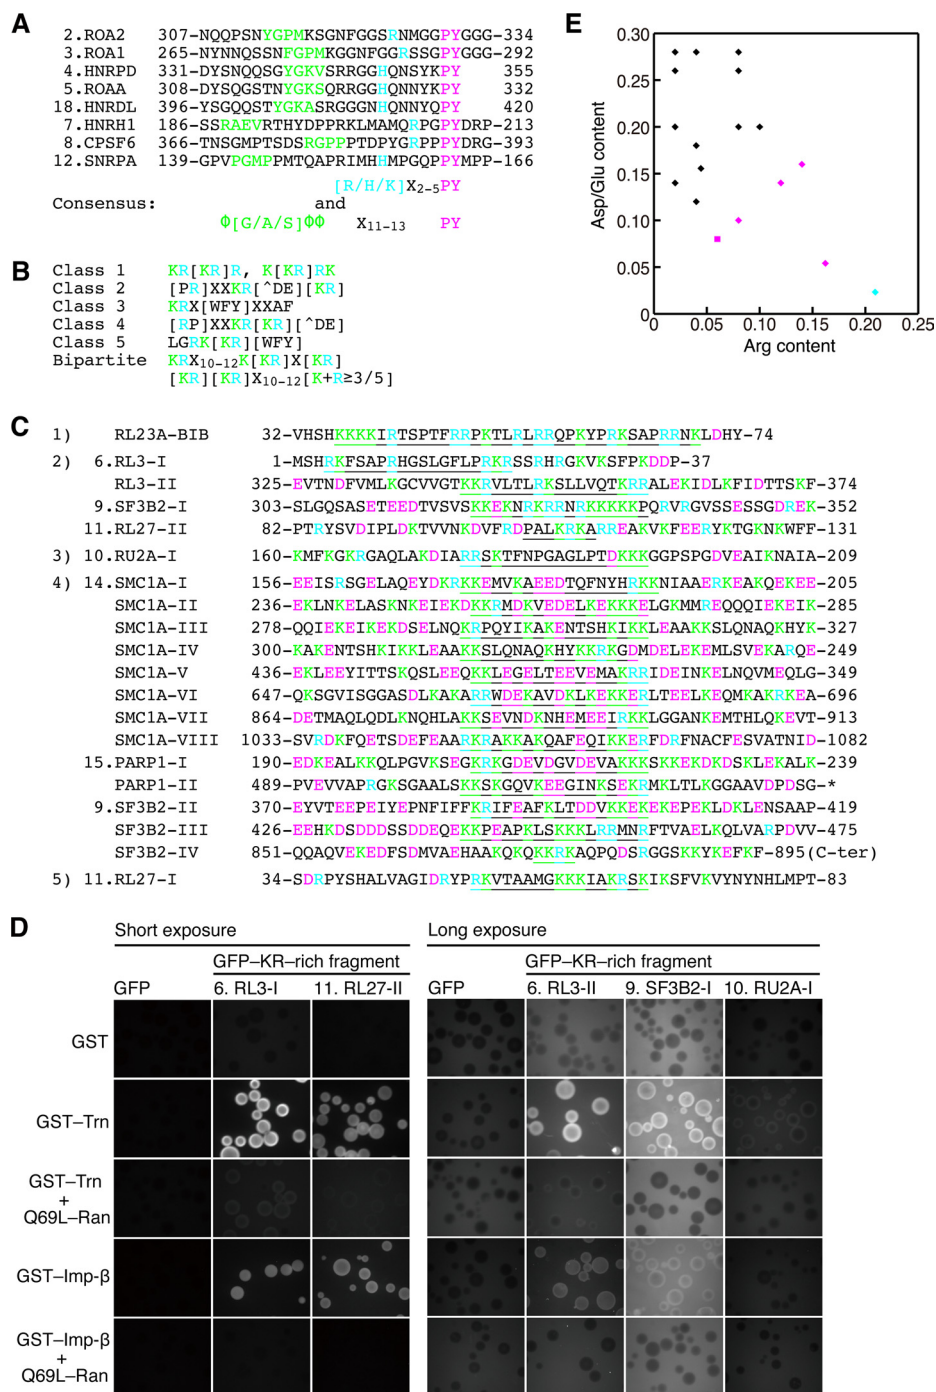 A
2.ROA2 307-NQQPSNYGPMKSGNFGGSRNMGGPYGGG-334
3.ROA1 265-NYNNQSSNFGPMKGGNFGGRSSGPYGGG-292
4.HNRPD 331-DYSNQQSGYGKVSRRGGHQNSYKPY 355
5.ROAA 308-DYSGQQSTYGKSQRRGGHQNNYKPY 332
18.HNRDL 396-YSGQQSTYGKASRGGGNHQNNYQPY 420
7.HNRH1 186-SSRAEVRTHYDPPRKLMAMQRPGPYDRP-213
8.CPSF6 366-TNSGMPTSDSRGPPPTDPYGRPPPYDRG-393
12.SNRPA 139-GPVPGMPPMTQAPRIMHHMPGQPPYMPP-166
[R/H/K]X2-5PY
Consensus: and
Φ[G/A/S]ΦΦ X11-13 PY
B
Class 1 KR[KR]R, K[KR]RK
Class 2 [PR]XXKR[^DE][KR]
Class 3 KRX[WFY]XXAF
Class 4 [RP]XXKR[KR][^DE]
Class 5 LGRK[KR][WFY]
Bipartite KRX10-12K[KR]X[KR]
[KR][KR]X10-12[K+R≥3/5]
E
Asp/Glu content
0.30
0.25
0.20
0.15
0.10
0.05
0
0 0.05 0.10 0.15 0.20 0.25
Arg content
C
1) RL23A-BIB 32-VHSHKKKKIRTSPTFRRPKTLRLRRQPKYPRKSAPRRNKLDHY-74
2) 6.RL3-I 1-MSHRKFSAPRHGSLGFLPRKRSSRHRGKVKSFPKDDP-37
RL3-II 325-EVTNDFVMLKGCVVGTKKRVLTLRKSLLVQTKRRALEKIDLKFIDTTSKF-374
9.SF3B2-I 303-SLGQSASETEEDTVSVSKKEKNRKRRNRKKKKKPQRVRGVSSESSGDREK-352
11.RL27-II 82-PTRYSVDIPLDKTVVNKDVFRDPALKRKARREAKVKFEERYKTGKNKWFF-131
3) 10.RU2A-I 160-KMFKGKRGAQLAKDIARRSKTFNPGAGLPTDKKKGGPSPGDVEAIKNAIA-209
4) 14.SMC1A-I 156-EEISRSGELAQEYDKRKKEMVKAEEDTQFNYHRKKNIAAERKEAKQEKEE-205
SMC1A-II 236-EKLNKELASKNKEIEKDKKRMDKVEDELKEKKKELGKMMREQQQIEKEIK-285
SMC1A-III 278-QQIEKEIKEKDSELNQKRPQYIKAKENTSHKIKKLEAAKKSLQNAQKHYK-327
SMC1A-IV 300-KAKENTSHKIKKLEAAKKSLQNAQKHYKKRKGDMDELEKEMLSVEKARQE-249
SMC1A-V 436-EKLEEYITTSKQSLEEQKKLEGELTEEVEMAKRRIDEINKELNQVMEQLG-349
SMC1A-VI 647-QKSGVISGGASDLKAKARRWDEKAVDKLKEKKERLTEELKEQMKAKRKEA-696
SMC1A-VII 864-DETMAQLQDLKNQHLAKKSEVNDKNHEMEEIRKKLGGANKEMTHLQKEVT-913
SMC1A-VIII 1033-SVRDKFQETSDEFEAARKRAKKAKQAFEQIKKERFDRFNACFESVATNID-1082
15.PARP1-I 190-EDKEALKKQLPGVKSEGKRKGDEVDGVDEVAKKKSKKEKDKDSKLEKALK-239
PARP1-II 489-PVEVVAPRGKSGAALSKKSKGQVKEEGINKSEKRMKLTLKGGAAVDPDSG-*
9.SF3B2-II 370-EYVTEEPEIYEPNFIFFKRIFEAFKLTDDVKKEKEKEPEKLDKLENSAAP-419
SF3B2-III 426-EEHKDSDDDSSDDEQEKKPEAPKLSKKKLRRMNRFTVAELKQLVARPDVV-475
SF3B2-IV 851-QQAQVEKEDFSDMVAEHAAKQKQKKRKAQPQDSRGGSKKYKEFKF-895(C-ter)
5) 11.RL27-I 34-SDRPYSHALVAGIDRYPRKVTAAMGKKKIAKRSKIKSFVKVYNYNHLMPT-83
D
Short exposure Long exposure
GFP–KR–rich fragment GFP–KR–rich fragment
GFP 6. RL3-I 11. RL27-II GFP 6. RL3-II 9. SF3B2-I 10. RU2A-I
GST
GST–Trn
GST–Trn
+
Q69L–Ran
GST–Imp-β
GST–Imp-β
+
Q69L–Ran